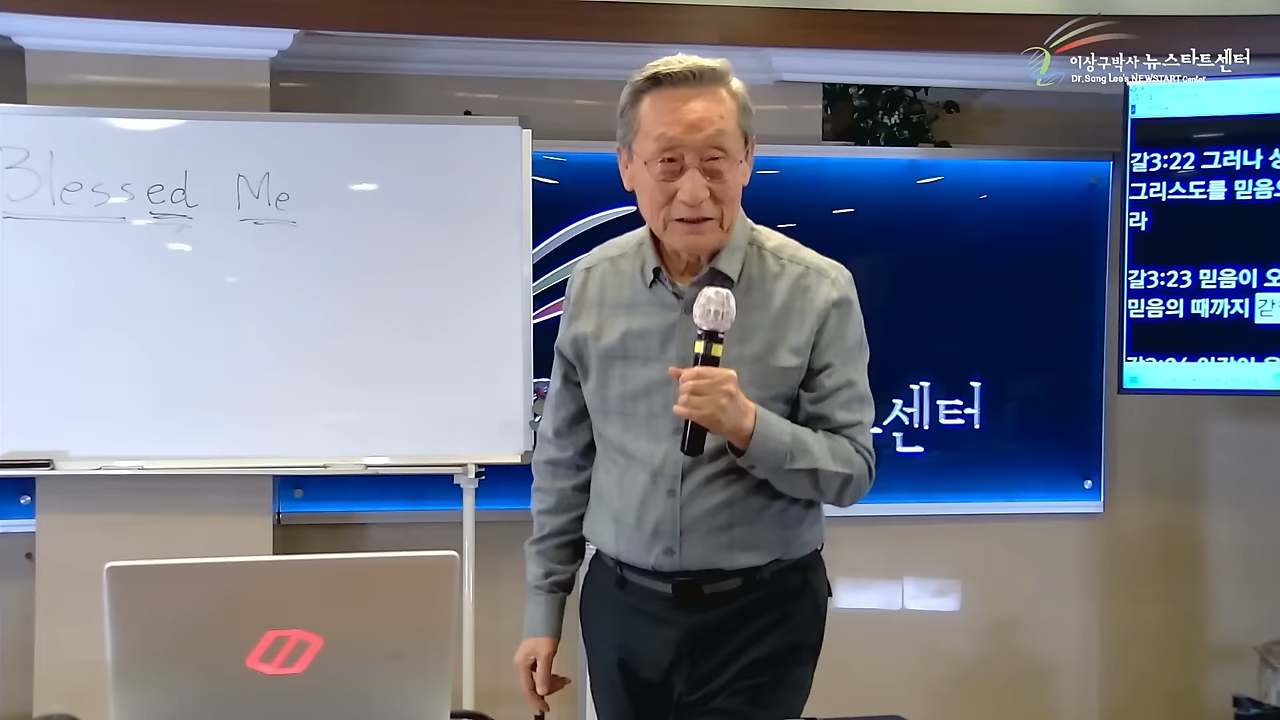 이상구박사 뉴스타트센터
Dr. Sang Lee's NEWSTART Center
Blessed Me
갈3:22 그러나
그리스도를 믿음으
라
갈3:23 믿음이 오
믿음의 때까지 갇
센터